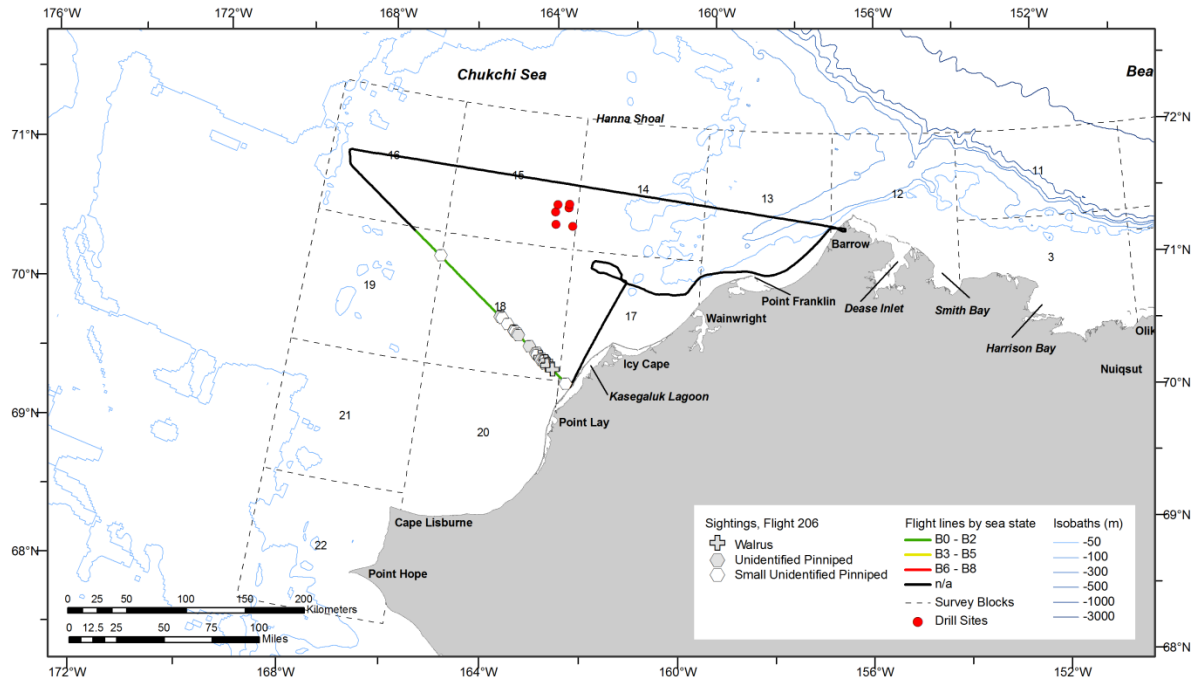 176°W 172°W 168°W 164°W 160°W 156°W 152°W
Chukchi Sea
Bea
72°N
71°N
Hanna Shoal
16
15
14
13
12
11
Barrow
71°N
3
70°N
19
Point Franklin
Dease Inlet
Smith Bay
18
17
Wainwright
Harrison Bay
Olik
Icy Cape
Nuiqsut
Kasegaluk Lagoon
70°N
69°N
21
20
Point Lay
Cape Lisburne
69°N
22
68°N
Point Hope
0 25 50 100 150 200
Kilometers
0 12.5 25 50 75 100
Miles
68°N
Sightings, Flight 206
Walrus
Unidentified Pinniped
Small Unidentified Pinniped
Flight lines by sea state
B0 - B2
B3 - B5
B6 - B8
n/a
Survey Blocks
Drill Sites
Isobaths (m)
-50
-100
-300
-500
-1000
-3000
172°W 168°W 166°W 164°W 162°W 160°W 156°W 154°W 152°W